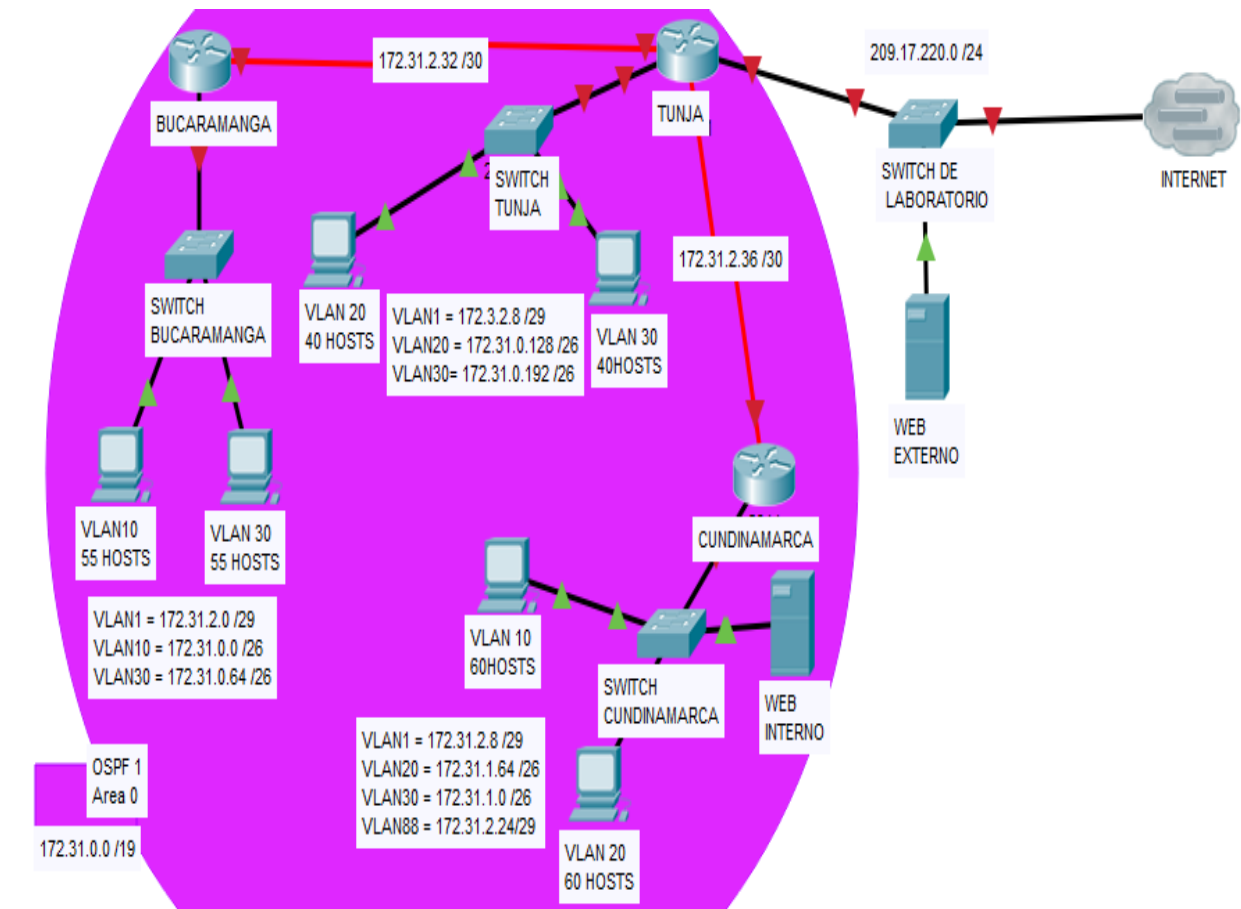 172.31.2.32 /30
BUCARAMANGA
TUNJA
209.17.220.0 /24
SWITCH DE
LABORATORIO
INTERNET
SWITCH
TUNJA
172.31.2.36 /30
SWITCH
BUCARAMANGA
VLAN 20
40 HOSTS
VLAN1 = 172.3.2.8 /29
VLAN20 = 172.31.0.128 /26
VLAN30= 172.31.0.192 /26
VLAN 30
40HOSTS
WEB
EXTERNO
VLAN10
55 HOSTS
VLAN 30
55 HOSTS
CUNDINAMARCA
VLAN1 = 172.31.2.0 /29
VLAN10 = 172.31.0.0 /26
VLAN30 = 172.31.0.64 /26
VLAN 10
60HOSTS
SWITCH
CUNDINAMARCA
WEB
INTERNO
VLAN1 = 172.31.2.8 /29
VLAN20 = 172.31.1.64 /26
VLAN30 = 172.31.1.0 /26
VLAN88 = 172.31.2.24/29
OSPF 1
Area 0
172.31.0.0 /19
VLAN 20
60 HOSTS